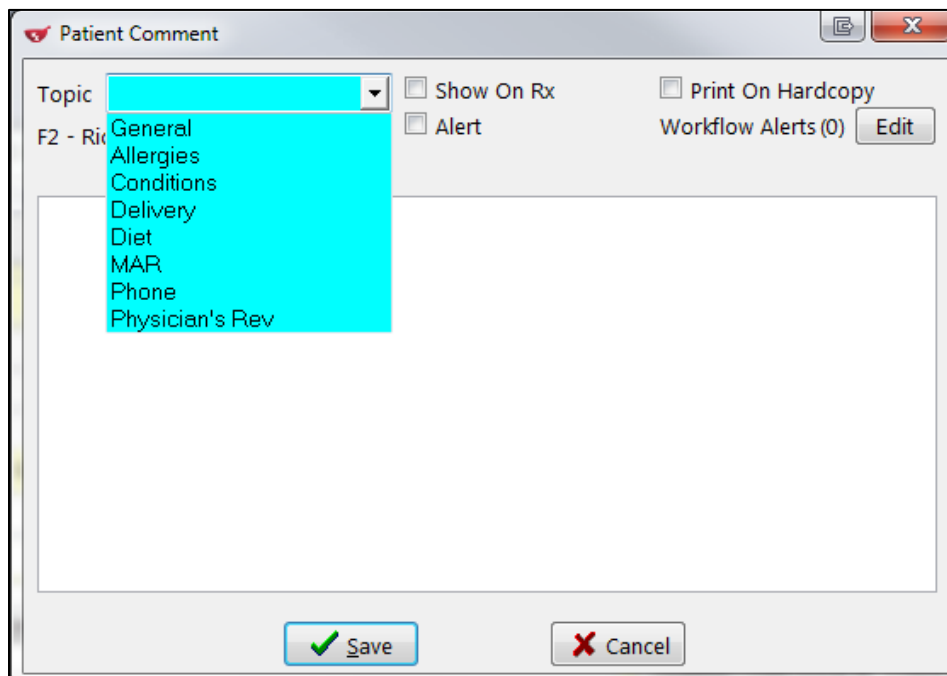 Patient Comment
Topic
Show On Rx
Print On Hardcopy
F2 -
Alert
Workflow Alerts (0) Edit
General
Allergies
Conditions
Delivery
Diet
MAR
Phone
Physician's Rev
Save
Cancel